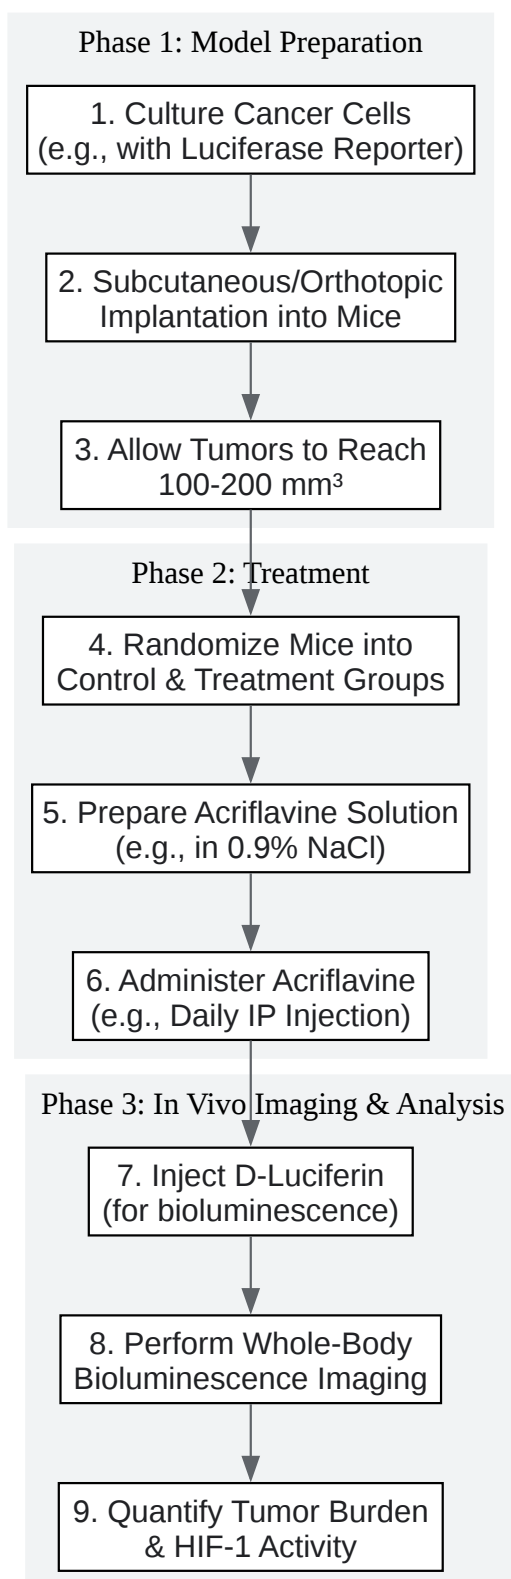 Phase 1: Model Preparation
1. Culture Cancer Cells
(e.g., with Luciferase Reporter)
2. Subcutaneous/Orthotopic
Implantation into Mice
3. Allow Tumors to Reach
100-200 mm³
Phase 2: Treatment
4. Randomize Mice into
Control & Treatment Groups
5. Prepare Acriflavine Solution
(e.g., in 0.9% NaCl)
6. Administer Acriflavine
(e.g., Daily IP Injection)
Phase 3: In Vivo Imaging & Analysis
7. Inject D-Luciferin
(for bioluminescence)
8. Perform Whole-Body
Bioluminescence Imaging
9. Quantify Tumor Burden
& HIF-1 Activity